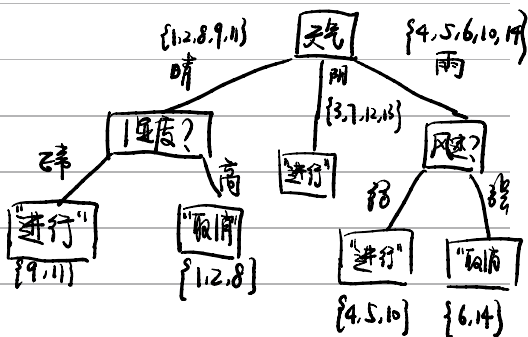 {1,2,8,9,11}
天气
{4,5,6,10,14}
晴
阴
雨
{3,7,12,13}
湿度?
风速?
正常
高
"进行"
弱
强
"进行"
"取消"
"进行"
"取消
{9,11}
{1,2,8}
{4,5,10}
{6,14}